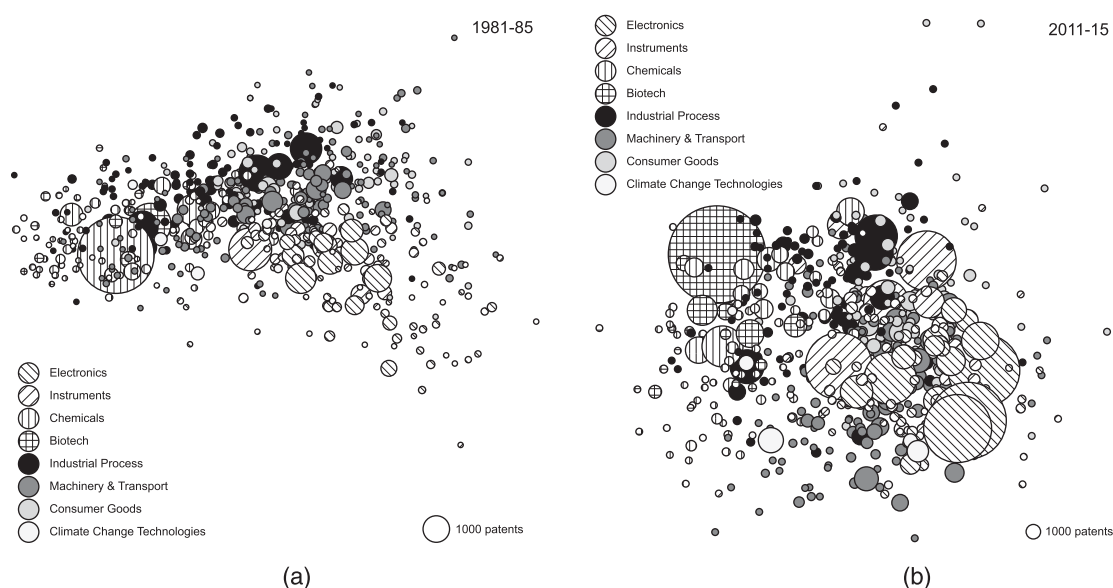 1981-85
Electronics
Instruments
Chemicals
Biotech
Industrial Process
Machinery & Transport
Consumer Goods
Climate Change Technologies
1000 patents
(a)
2011-15
Electronics
Instruments
Chemicals
Biotech
Industrial Process
Machinery & Transport
Consumer Goods
Climate Change Technologies
1000 patents
(b)